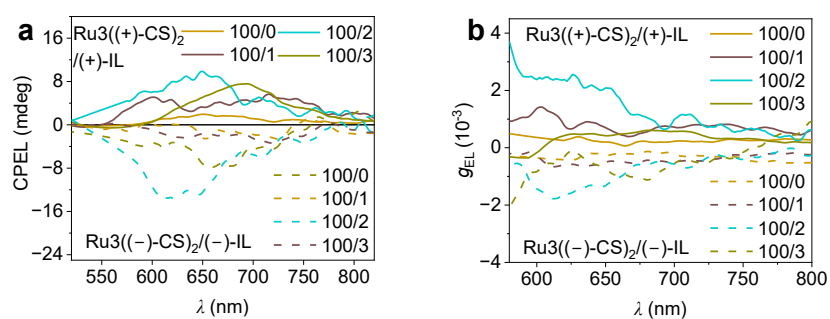 a
Ru3((+)-CS)₂ 100/0 100/2
/(+)-IL 100/1 100/3
CPEL (mdeg)
16
8
0
−8
−16
−24
100/0
100/1
100/2
100/3
Ru3((−)-CS)₂/(−)-IL
550 600 650 700 750 800
λ (nm)
b
Ru3((+)-CS)₂/(+)-IL
100/0
100/1
100/2
100/3
g_EL (10⁻³)
4
2
0
−2
−4
100/0
100/1
100/2
100/3
Ru3((−)-CS)₂/(−)-IL
600 650 700 750 800
λ (nm)